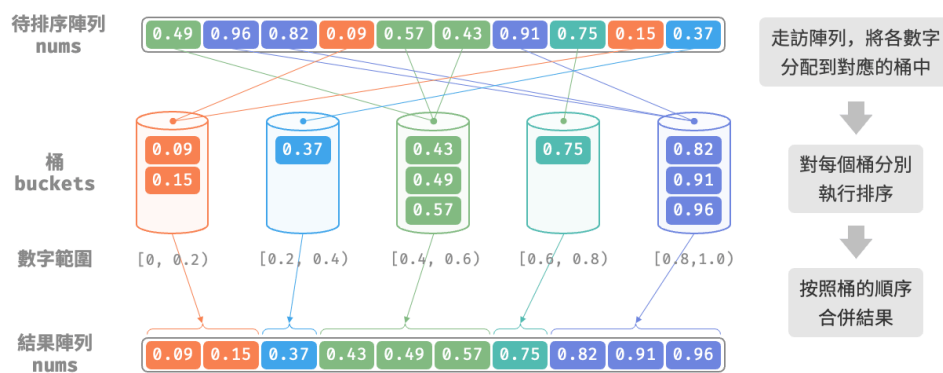 待排序陣列
nums
0.49 0.96 0.82 0.09 0.57 0.43 0.91 0.75 0.15 0.37
走訪陣列，將各數字
分配到對應的桶中
桶
buckets
0.09
0.15
0.37
0.43
0.49
0.57
0.75
0.82
0.91
0.96
對每個桶分別
執行排序
數字範圍
[0, 0.2) [0.2, 0.4) [0.4, 0.6) [0.6, 0.8) [0.8,1.0)
按照桶的順序
合併結果
結果陣列
nums
0.09 0.15 0.37 0.43 0.49 0.57 0.75 0.82 0.91 0.96